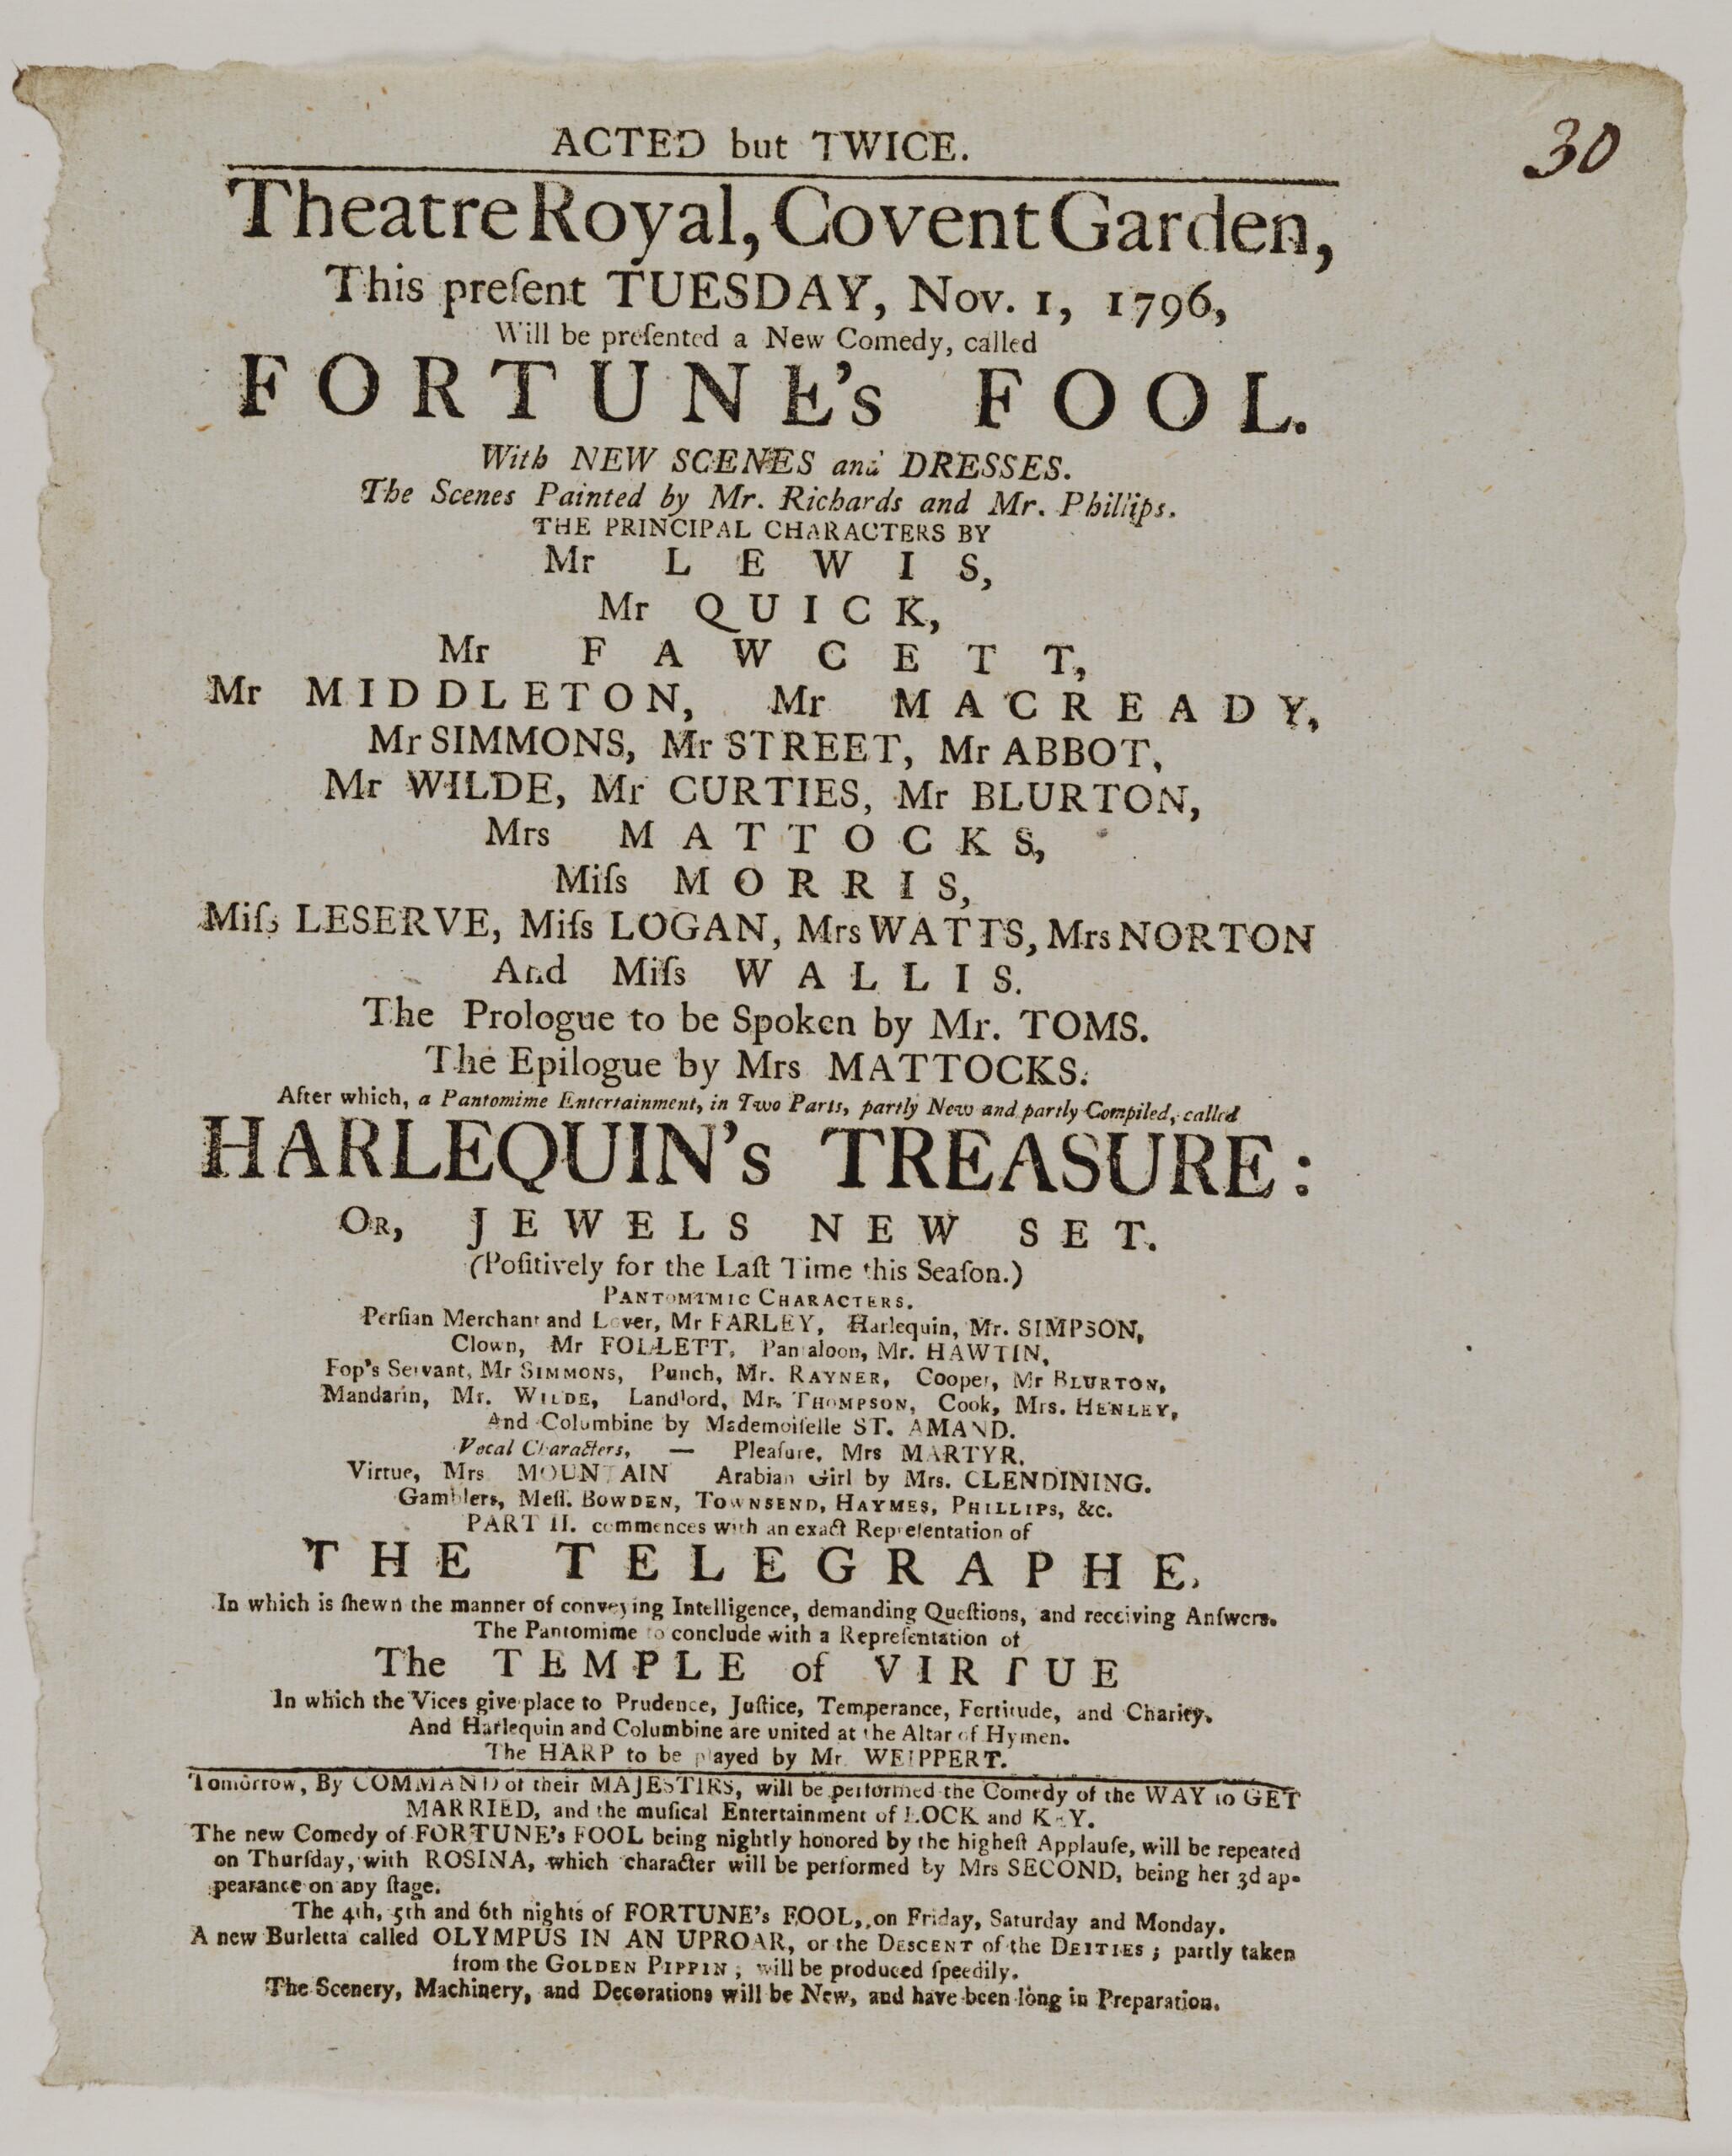 30
ACTED but TWICE.
Theatre Royal, Covent Garden,
This preſent TUESDAY, Nov. 1, 1796,
Will be preſented a New Comedy, called
FORTUNE's FOOL.
With NEW SCENES and DRESSES.
The Scenes Painted by Mr. Richards and Mr. Phillips.
THE PRINCIPAL CHARACTERS BY
Mr LEWIS,
Mr QUICK,
Mr FAWCETT,
Mr MIDDLETON, Mr MACREADY,
Mr SIMMONS, Mr STREET, Mr ABBOT,
Mr WILDE, Mr CURTIES, Mr BLURTON,
Mrs MATTOCKS,
Miſs MORRIS,
Miſs LESERVE, Miſs LOGAN, Mrs WATTS, Mrs NORTON
And Miſs WALLIS.
The Prologue to be Spoken by Mr. TOMS.
The Epilogue by Mrs MATTOCKS.
After which, a Pantomime Entertainment, in Two Parts, partly New and partly Compiled, called
HARLEQUIN's TREASURE:
OR, JEWELS NEW SET.
(Poſitively for the Laſt Time this Seaſon.)
PANTOMIMIC CHARACTERS.
Perſian Merchant and Lover, Mr FARLEY, Harlequin, Mr. SIMPSON,
Clown, Mr FOLLETT, Pantaloon, Mr. HAWTIN,
Fop's Servant, Mr SIMMONS, Punch, Mr. RAYNER, Cooper, Mr BLURTON,
Mandarin, Mr. WILDE, Landlord, Mr. THOMPSON, Cook, Mrs. HENLEY,
And Columbine by Mademoiſelle ST. AMAND.
Vocal Characters, — Pleaſure, Mrs MARTYR,
Virtue, Mrs MOUNTAIN Arabian Girl by Mrs. CLENDINING.
Gamblers, Meſſ. BOWDEN, TOWNSEND, HAYMES, PHILLIPS, &c.
PART II. commences with an exact Repreſentation of
THE TELEGRAPHE,
In which is ſhewn the manner of conveying Intelligence, demanding Queſtions, and receiving Anſwers.
The Pantomime to conclude with a Repreſentation of
The TEMPLE of VIRTUE
In which the Vices give place to Prudence, Juſtice, Temperance, Fortitude, and Charity,
And Harlequin and Columbine are united at the Altar of Hymen.
The HARP to be played by Mr. WEIPPERT.
Tomorrow, By COMMAND of their MAJESTIES, will be performed the Comedy of the WAY to GET
MARRIED, and the muſical Entertainment of LOCK and KEY.
The new Comedy of FORTUNE's FOOL being nightly honored by the higheſt Applauſe, will be repeated
on Thurſday, with ROSINA, which character will be performed by Mrs SECOND, being her 3d ap-
pearance on any ſtage.
The 4th, 5th and 6th nights of FORTUNE's FOOL, on Friday, Saturday and Monday.
A new Burletta called OLYMPUS IN AN UPROAR, or the DESCENT of the DEITIES; partly taken
from the GOLDEN PIPPIN; will be produced ſpeedily.
The Scenery, Machinery, and Decorations will be New, and have been long in Preparation.